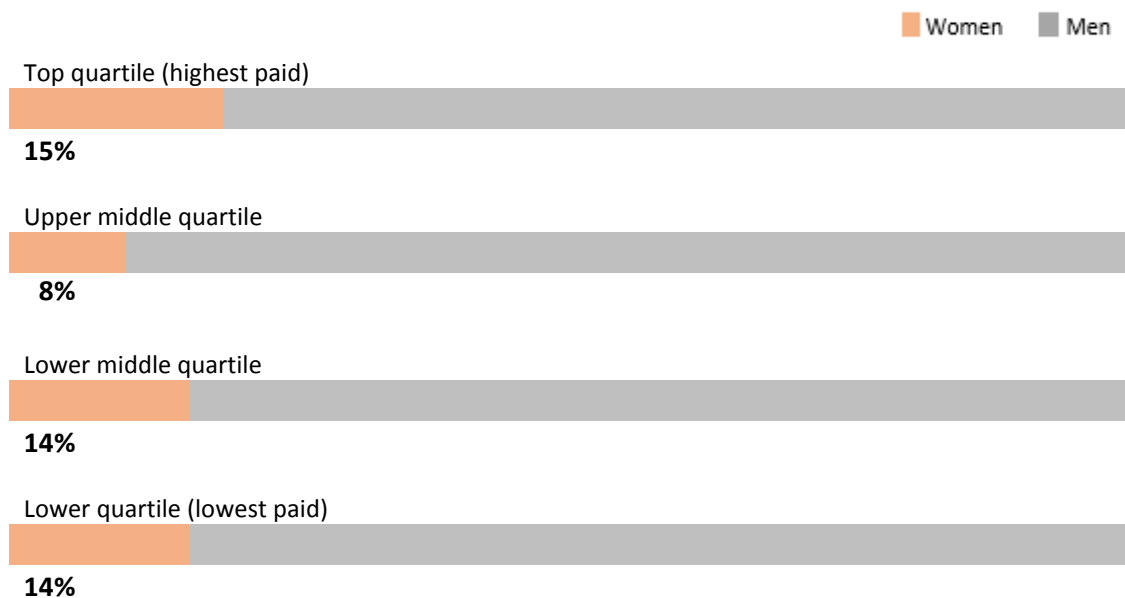 Women Men
Top quartile (highest paid)
15%
Upper middle quartile
8%
Lower middle quartile
14%
Lower quartile (lowest paid)
14%